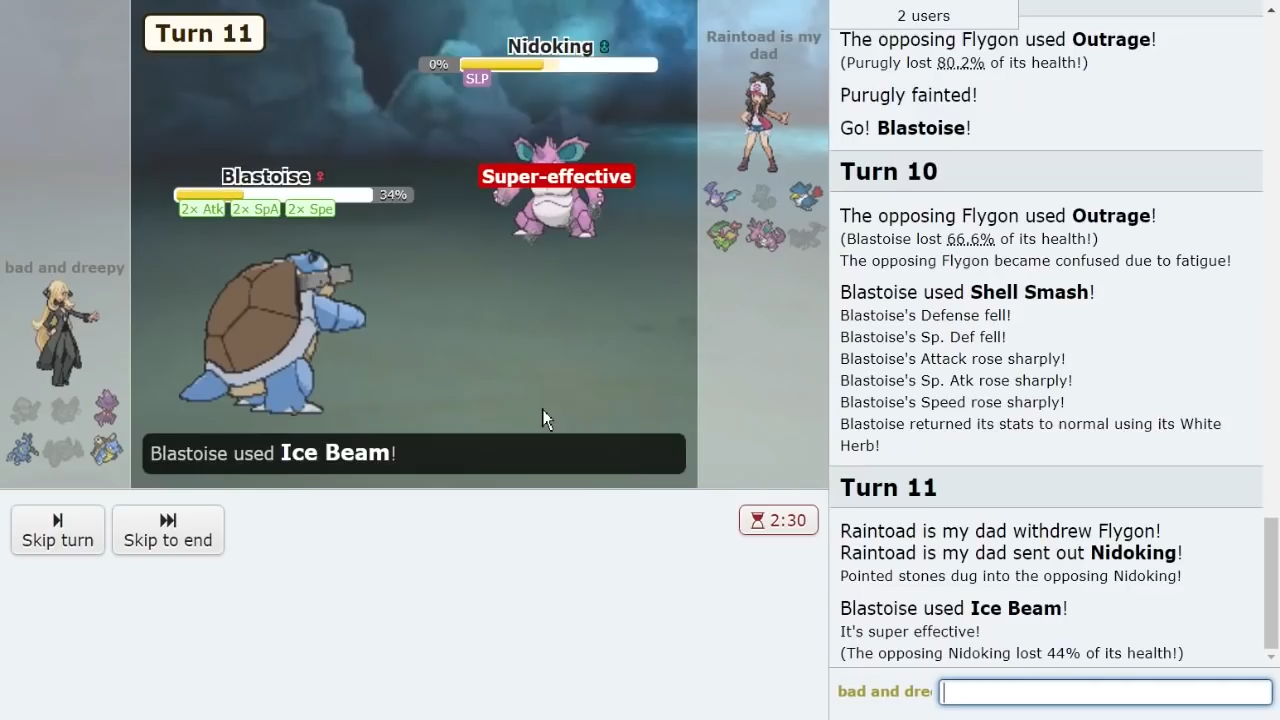 Turn 11
Nidoking
0%
SLP
Super-effective
Blastoise
34%
2× Atk 2× SpA 2× Spe
bad and dreepy
Raintoad is my
dad
Blastoise used Ice Beam!
Skip turn
Skip to end
2:30
2 users
The opposing Flygon used Outrage!
(Purugly lost 80.2% of its health!)
Purugly fainted!
Go! Blastoise!
Turn 10
The opposing Flygon used Outrage!
(Blastoise lost 66.6% of its health!)
The opposing Flygon became confused due to fatigue!
Blastoise used Shell Smash!
Blastoise's Defense fell!
Blastoise's Sp. Def fell!
Blastoise's Attack rose sharply!
Blastoise's Sp. Atk rose sharply!
Blastoise's Speed rose sharply!
Blastoise returned its stats to normal using its White
Herb!
Turn 11
Raintoad is my dad withdrew Flygon!
Raintoad is my dad sent out Nidoking!
Pointed stones dug into the opposing Nidoking!
Blastoise used Ice Beam!
It's super effective!
(The opposing Nidoking lost 44% of its health!)
bad and dree